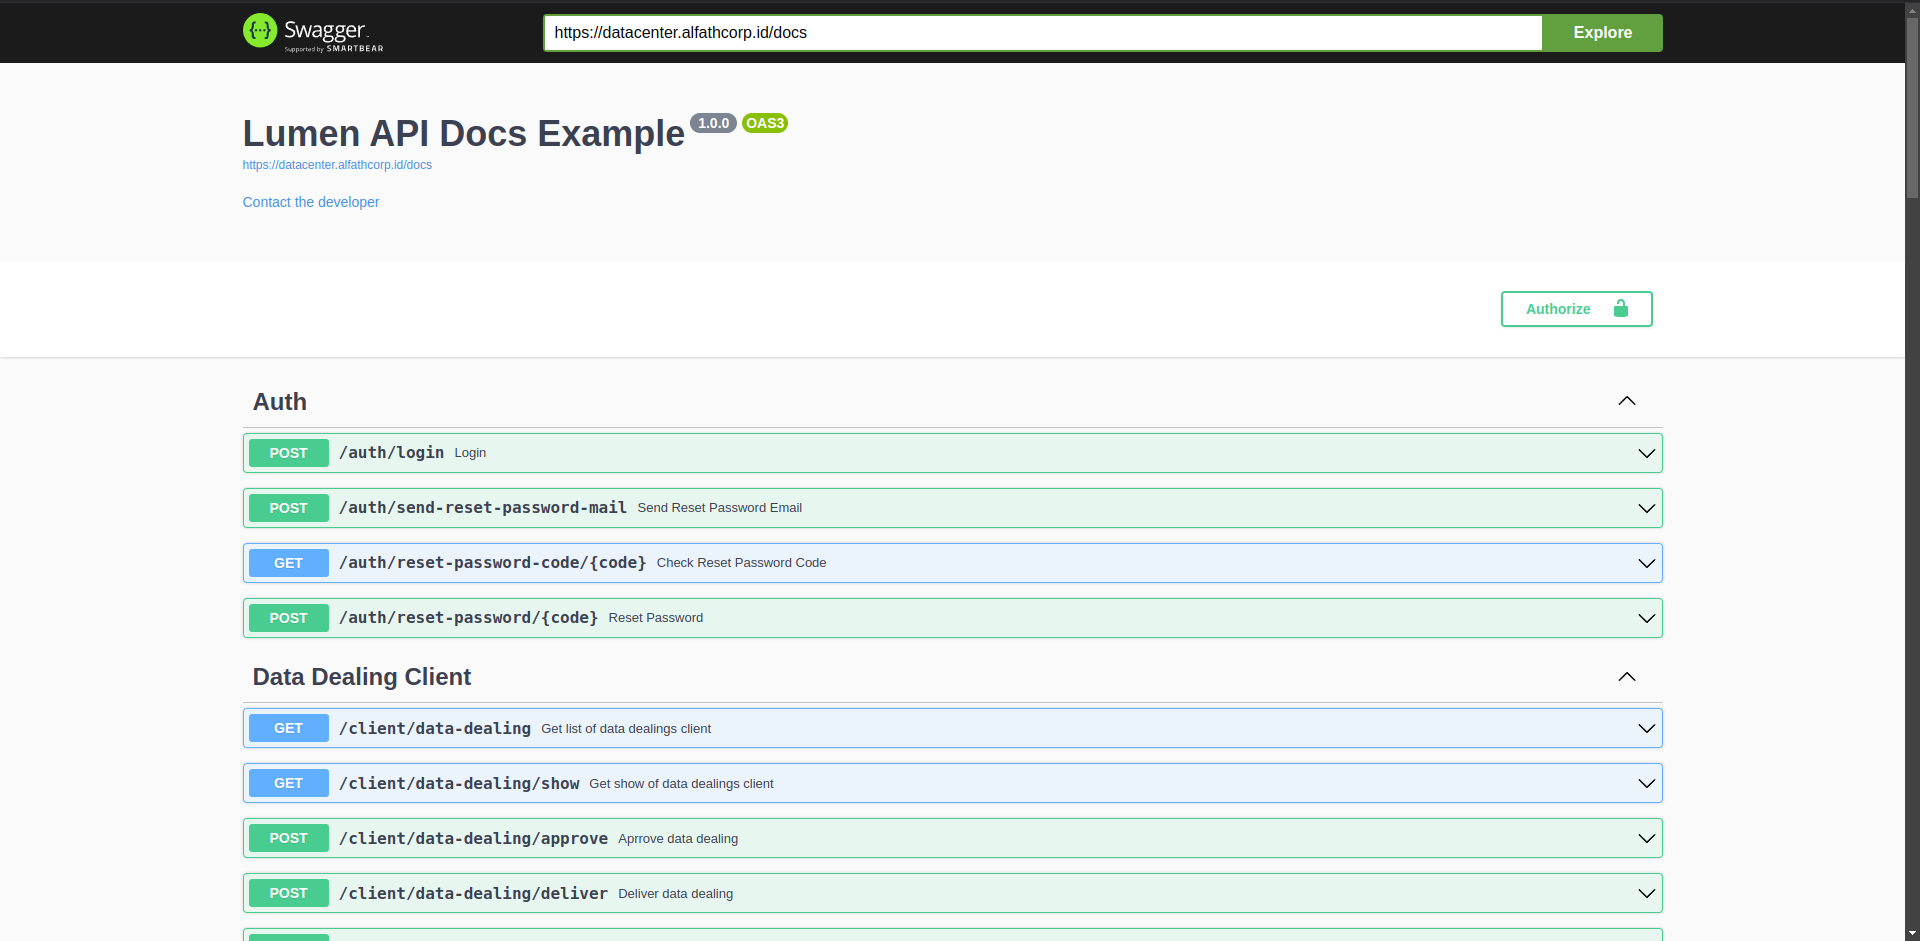 Swagger
Supported by SMARTBEAR
https://datacenter.alfathcorp.id/docs
Explore
Lumen API Docs Example 1.0.0 OAS3
https://datacenter.alfathcorp.id/docs
Contact the developer
Authorize
Auth
POST /auth/login Login
POST /auth/send-reset-password-mail Send Reset Password Email
GET /auth/reset-password-code/{code} Check Reset Password Code
POST /auth/reset-password/{code} Reset Password
Data Dealing Client
GET /client/data-dealing Get list of data dealings client
GET /client/data-dealing/show Get show of data dealings client
POST /client/data-dealing/approve Aprrove data dealing
POST /client/data-dealing/deliver Deliver data dealing